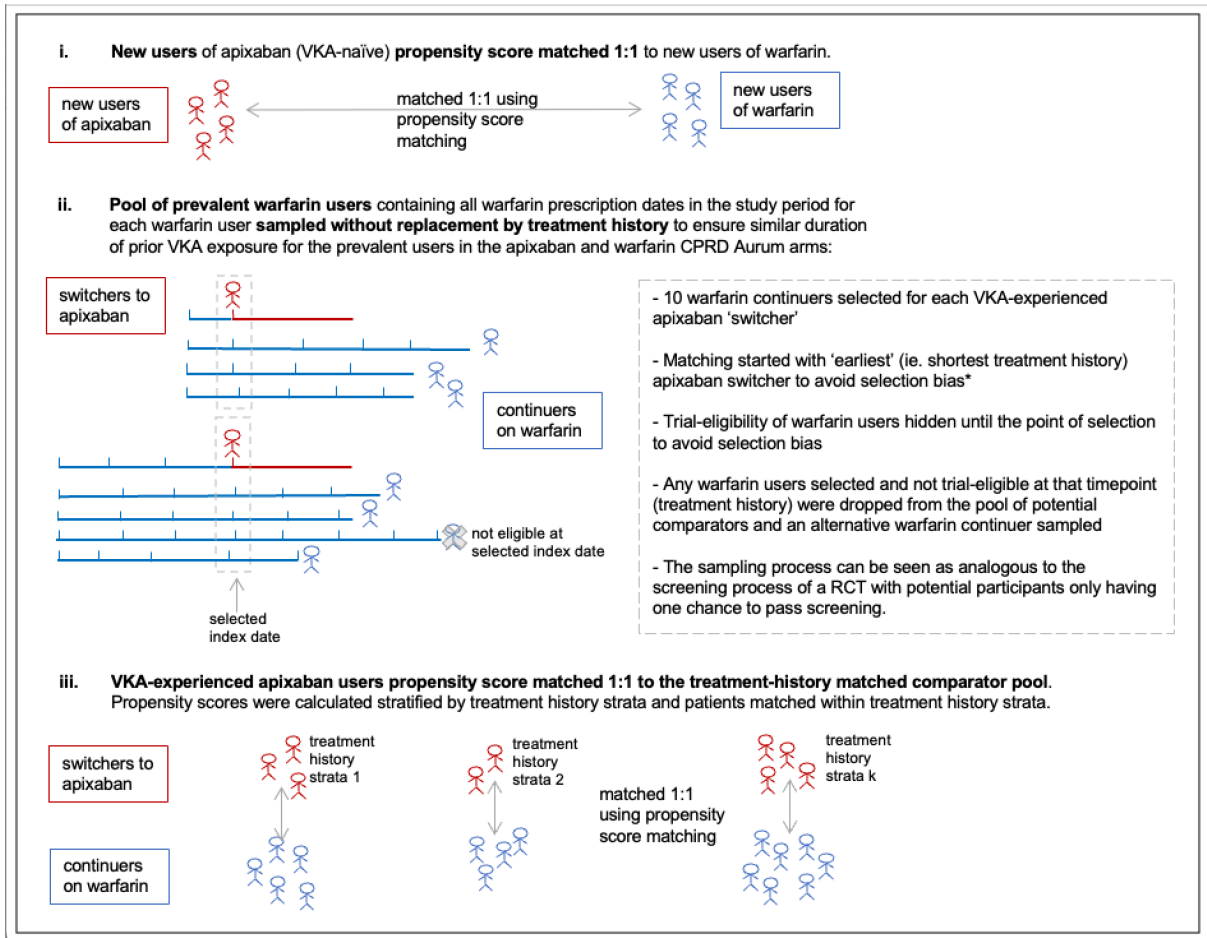 i. New users of apixaban (VKA-naïve) propensity score matched 1:1 to new users of warfarin.
new users
of apixaban
matched 1:1 using
propensity score
matching
new users
of warfarin
ii. Pool of prevalent warfarin users containing all warfarin prescription dates in the study period for
each warfarin user sampled without replacement by treatment history to ensure similar duration
of prior VKA exposure for the prevalent users in the apixaban and warfarin CPRD Aurum arms:
switchers to
apixaban
continuers
on warfarin
not eligible at
selected index date
selected
index date
- 10 warfarin continuers selected for each VKA-experienced
apixaban ‘switcher’
- Matching started with ‘earliest’ (ie. shortest treatment history)
apixaban switcher to avoid selection bias*
- Trial-eligibility of warfarin users hidden until the point of selection
to avoid selection bias
- Any warfarin users selected and not trial-eligible at that timepoint
(treatment history) were dropped from the pool of potential
comparators and an alternative warfarin continuer sampled
- The sampling process can be seen as analogous to the
screening process of a RCT with potential participants only having
one chance to pass screening.
iii. VKA-experienced apixaban users propensity score matched 1:1 to the treatment-history matched comparator pool.
Propensity scores were calculated stratified by treatment history strata and patients matched within treatment history strata.
switchers to
apixaban
treatment
history
strata 1
treatment
history
strata 2
treatment
history
strata k
matched 1:1
using propensity
score matching
continuers
on warfarin